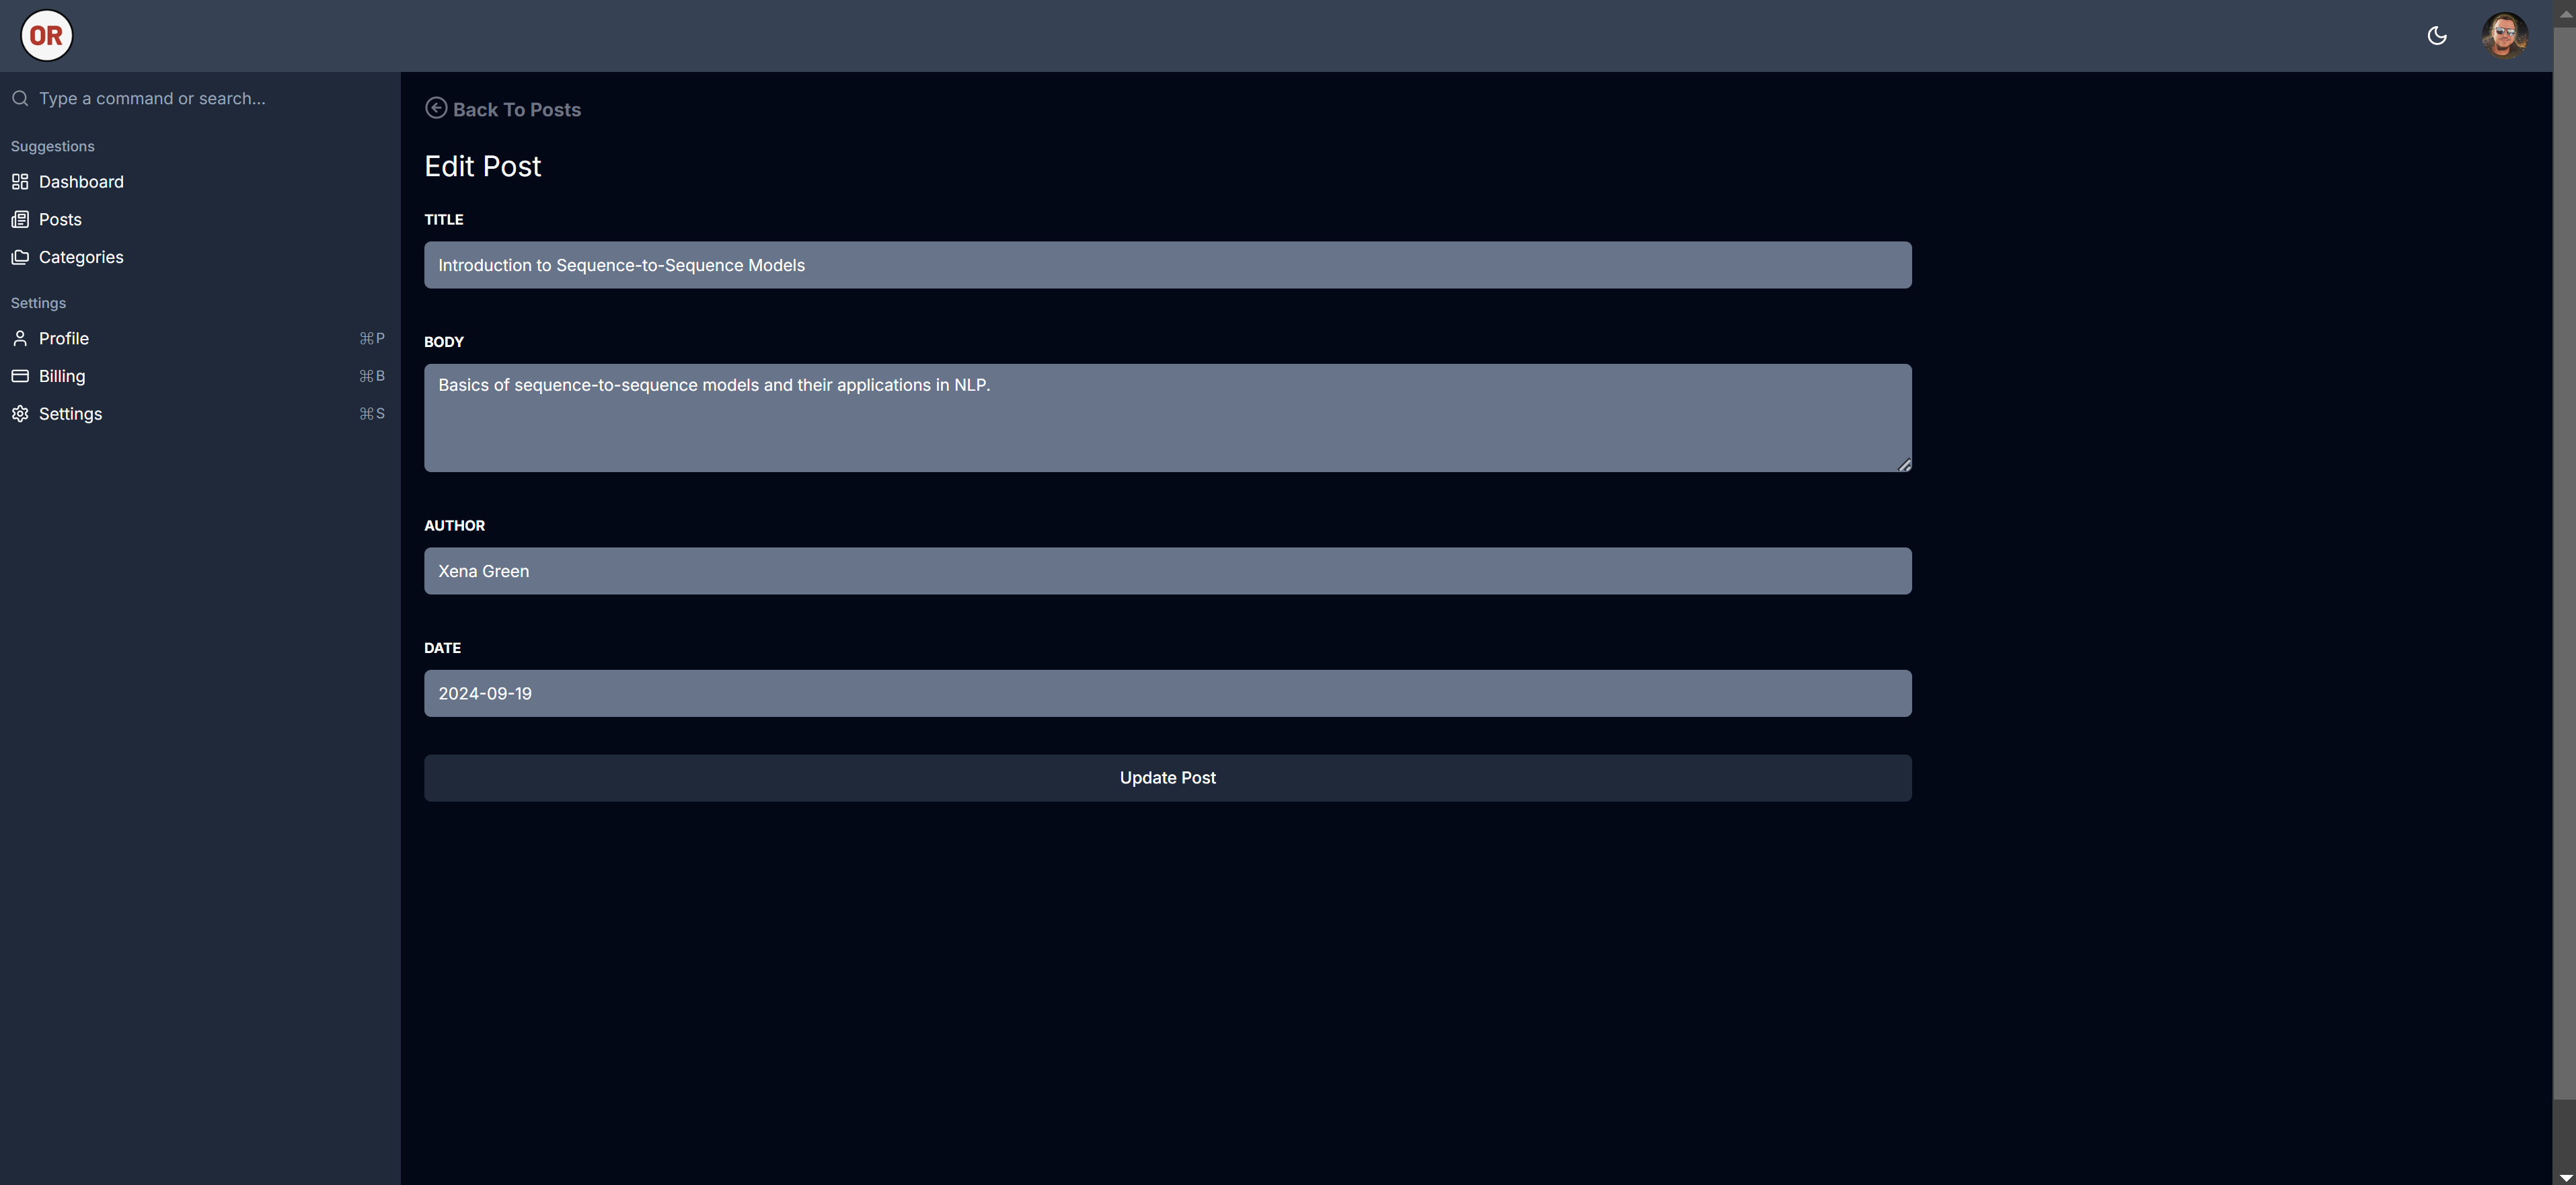 OR
Type a command or search...
Suggestions
Dashboard
Posts
Categories
Settings
Profile ⌘P
Billing ⌘B
Settings ⌘S
Back To Posts
Edit Post
TITLE
Introduction to Sequence-to-Sequence Models
BODY
Basics of sequence-to-sequence models and their applications in NLP.
AUTHOR
Xena Green
DATE
2024-09-19
Update Post